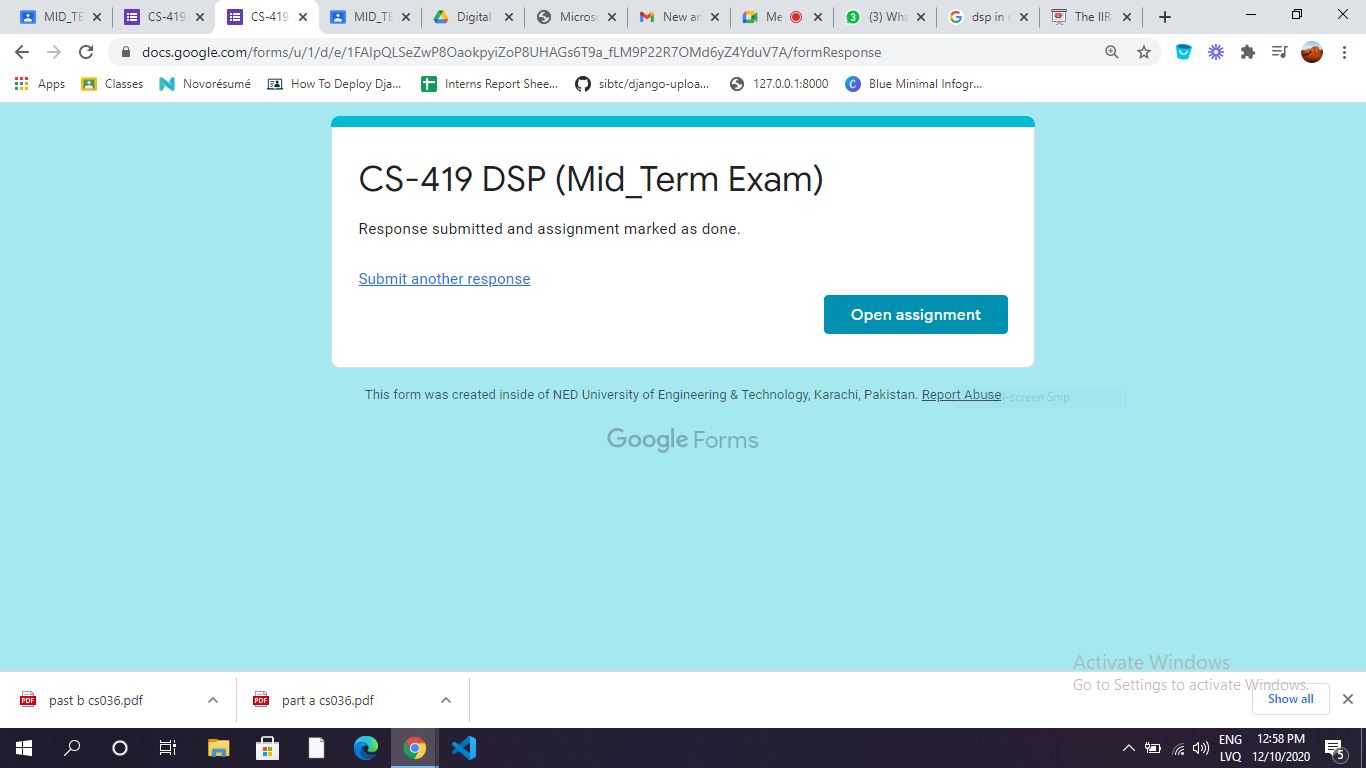 MID_TE
CS-419
CS-419
MID_TE
Digital
Micros
New an
Me
(3) Wha
dsp in r
The IIR
docs.google.com/forms/u/1/d/e/
/formResponse
Apps
Classes
Novorésumé
How To Deploy Dja...
Interns Report Shee...
sibtc/django-uploa...
127.0.0.1:8000
Blue Minimal Infogr...
CS-419 DSP (Mid_Term Exam)
Response submitted and assignment marked as done.
Submit another response
Open assignment
This form was created inside of NED University of Engineering & Technology, Karachi, Pakistan. Report Abuse
-screen Snip
Google Forms
Activate Windows
Go to Settings to activate Windows.
past b cs036.pdf
part a cs036.pdf
Show all
ENG
LVQ
12:58 PM
12/10/2020
5